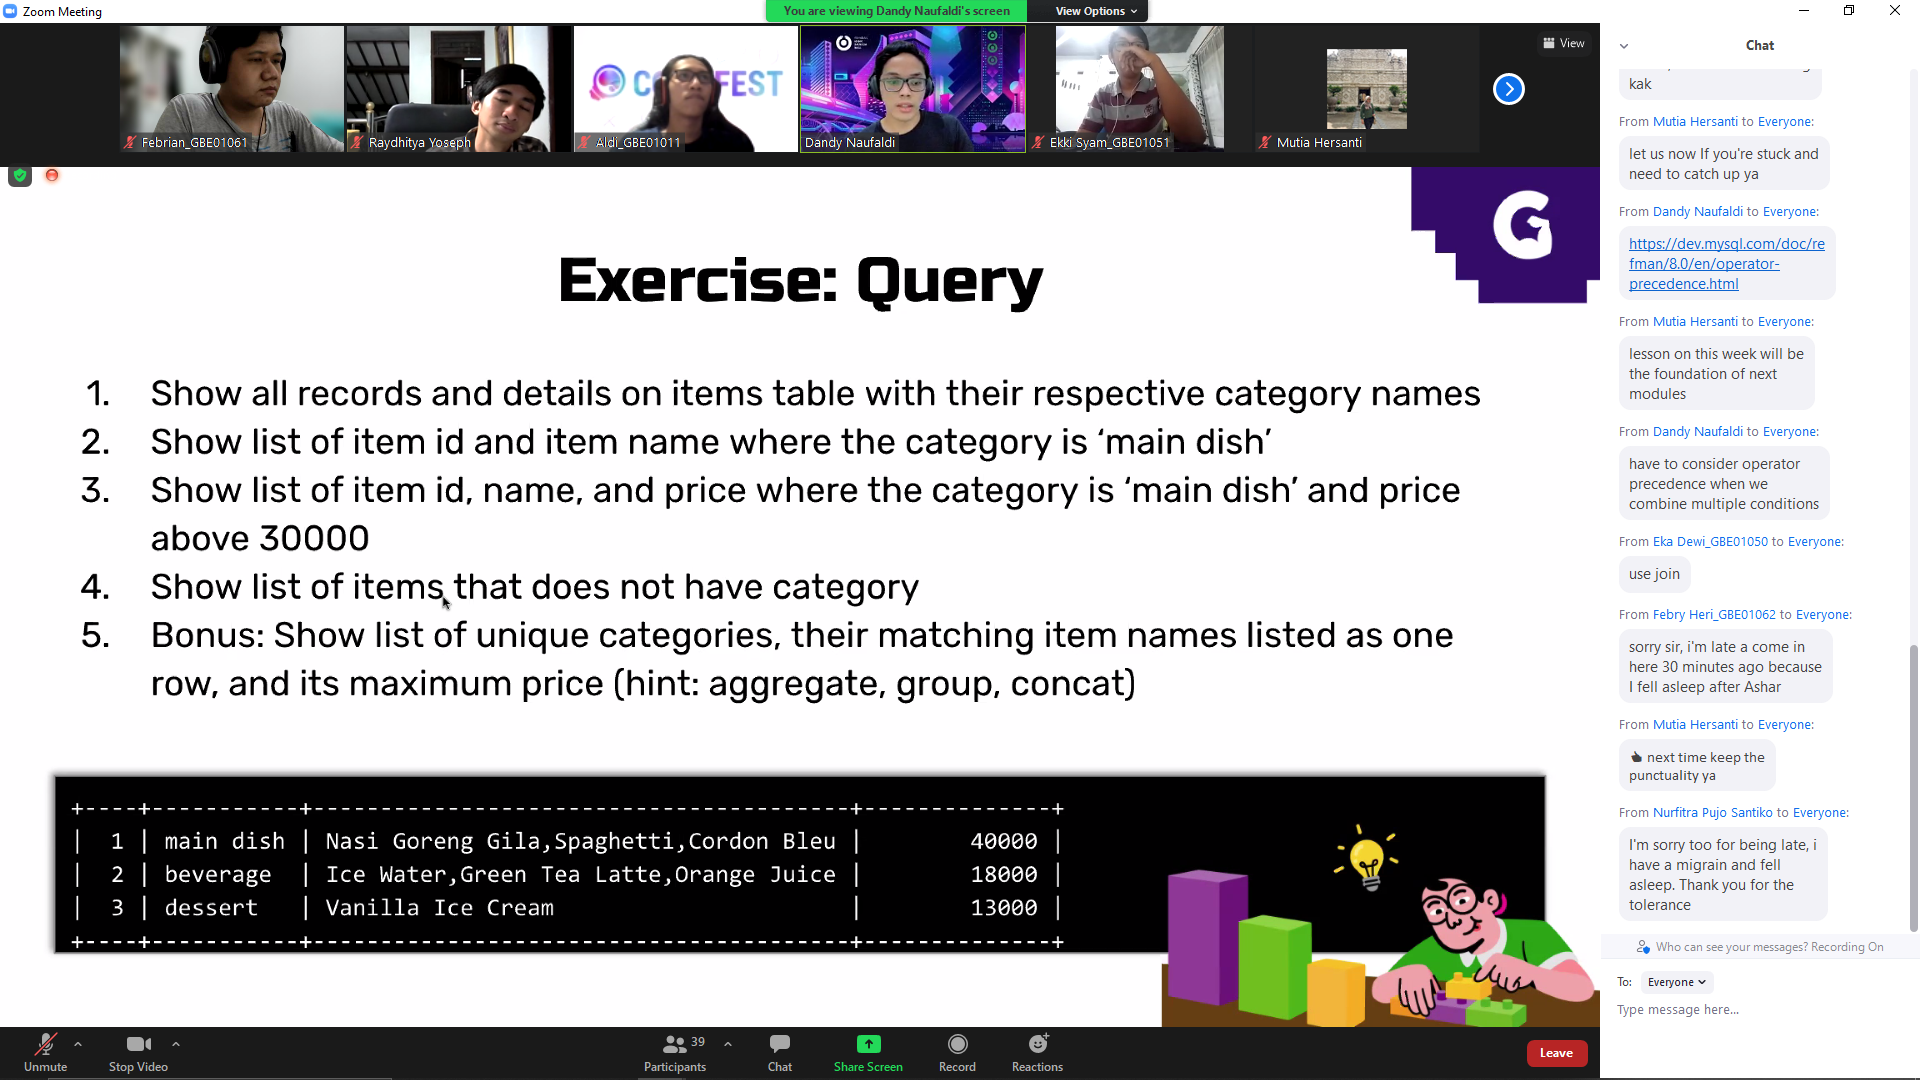 Zoom Meeting
You are viewing Dandy Naufaldi's screen
View Options
View
Febrian_GBE01061
Raydhitya Yoseph
Aldi_GBE01011
Dandy Naufaldi
Ekki Syam_GBE01051
Mutia Hersanti
G
Exercise: Query
1. Show all records and details on items table with their respective category names
2. Show list of item id and item name where the category is ‘main dish’
3. Show list of item id, name, and price where the category is ‘main dish’ and price
above 30000
4. Show list of items that does not have category
5. Bonus: Show list of unique categories, their matching item names listed as one
row, and its maximum price (hint: aggregate, group, concat)
+----+-----------+----------------------------------------+--------------+
| 1 | main dish | Nasi Goreng Gila,Spaghetti,Cordon Bleu | 40000 |
| 2 | beverage | Ice Water,Green Tea Latte,Orange Juice | 18000 |
| 3 | dessert | Vanilla Ice Cream | 13000 |
+----+-----------+----------------------------------------+--------------+
Chat
kak
From Mutia Hersanti to Everyone:
let us now If you're stuck and
need to catch up ya
From Dandy Naufaldi to Everyone:
https://dev.mysql.com/doc/re
fman/8.0/en/operator-
precedence.html
From Mutia Hersanti to Everyone:
lesson on this week will be
the foundation of next
modules
From Dandy Naufaldi to Everyone:
have to consider operator
precedence when we
combine multiple conditions
From Eka Dewi_GBE01050 to Everyone:
use join
From Febry Heri_GBE01062 to Everyone:
sorry sir, i'm late a come in
here 30 minutes ago because
I fell asleep after Ashar
From Mutia Hersanti to Everyone:
next time keep the
punctuality ya
From Nurfitra Pujo Santiko to Everyone:
I'm sorry too for being late, i
have a migrain and fell
asleep. Thank you for the
tolerance
Who can see your messages? Recording On
To: Everyone
Type message here...
Unmute
Stop Video
Participants
39
Chat
Share Screen
Record
Reactions
Leave